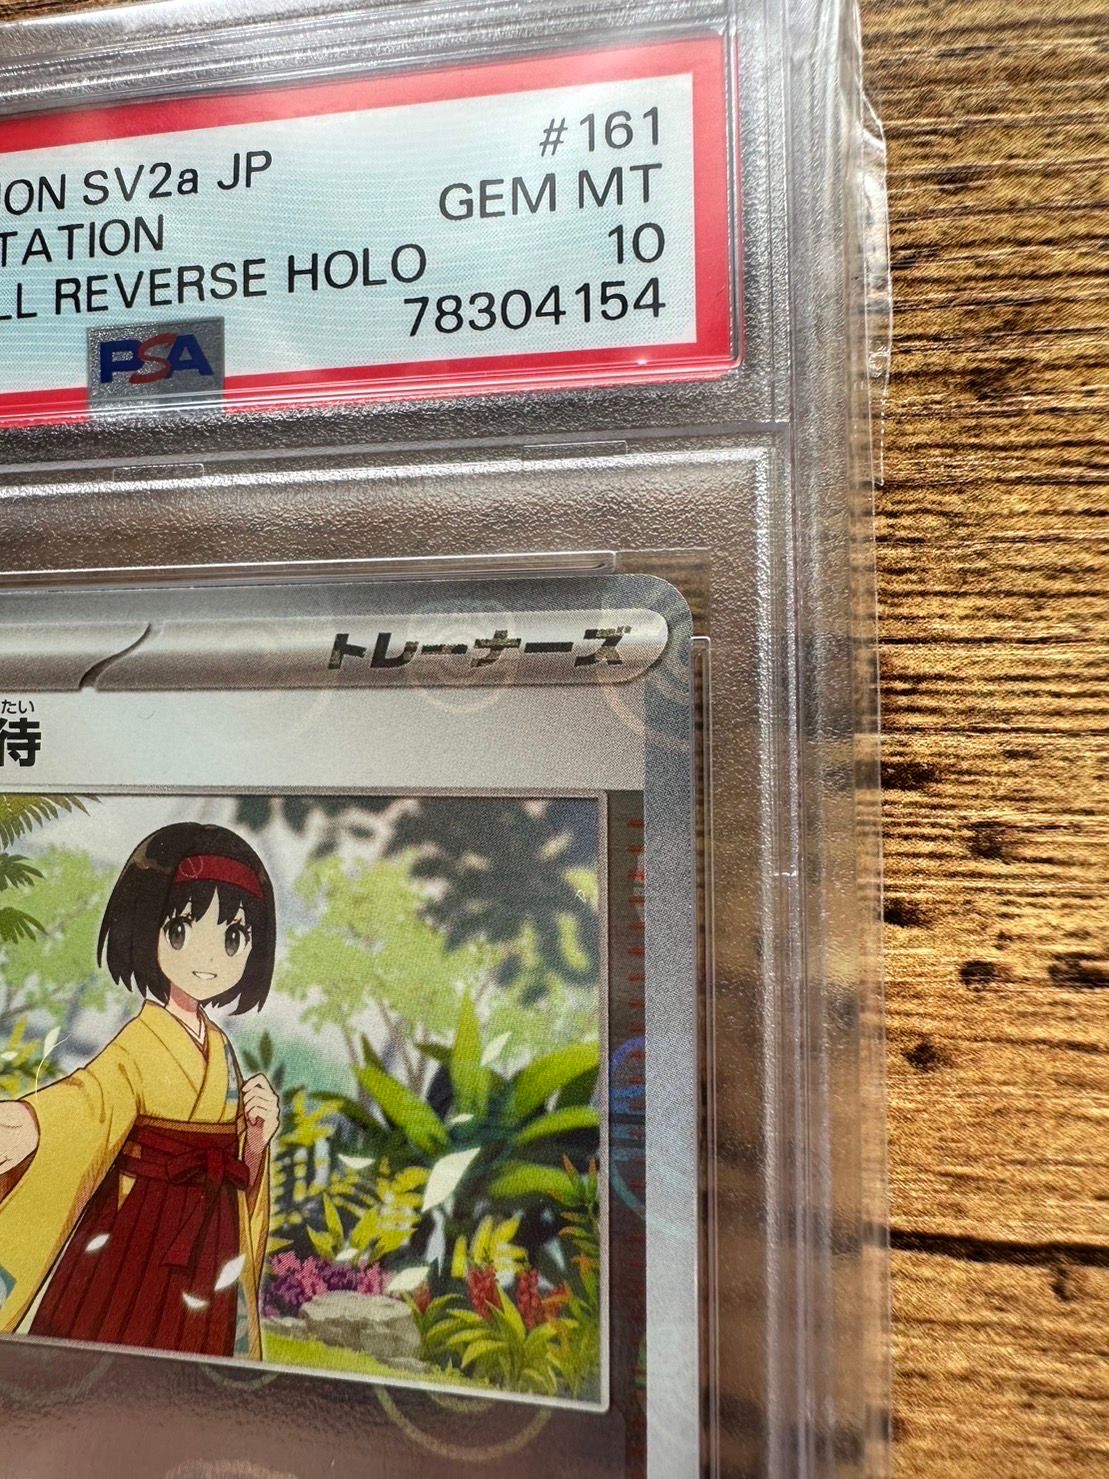 #161
ON SV2a JP
GEM MT
TATION
10
LL REVERSE HOLO
78304154
PSA
トレーナーズ
たい
待